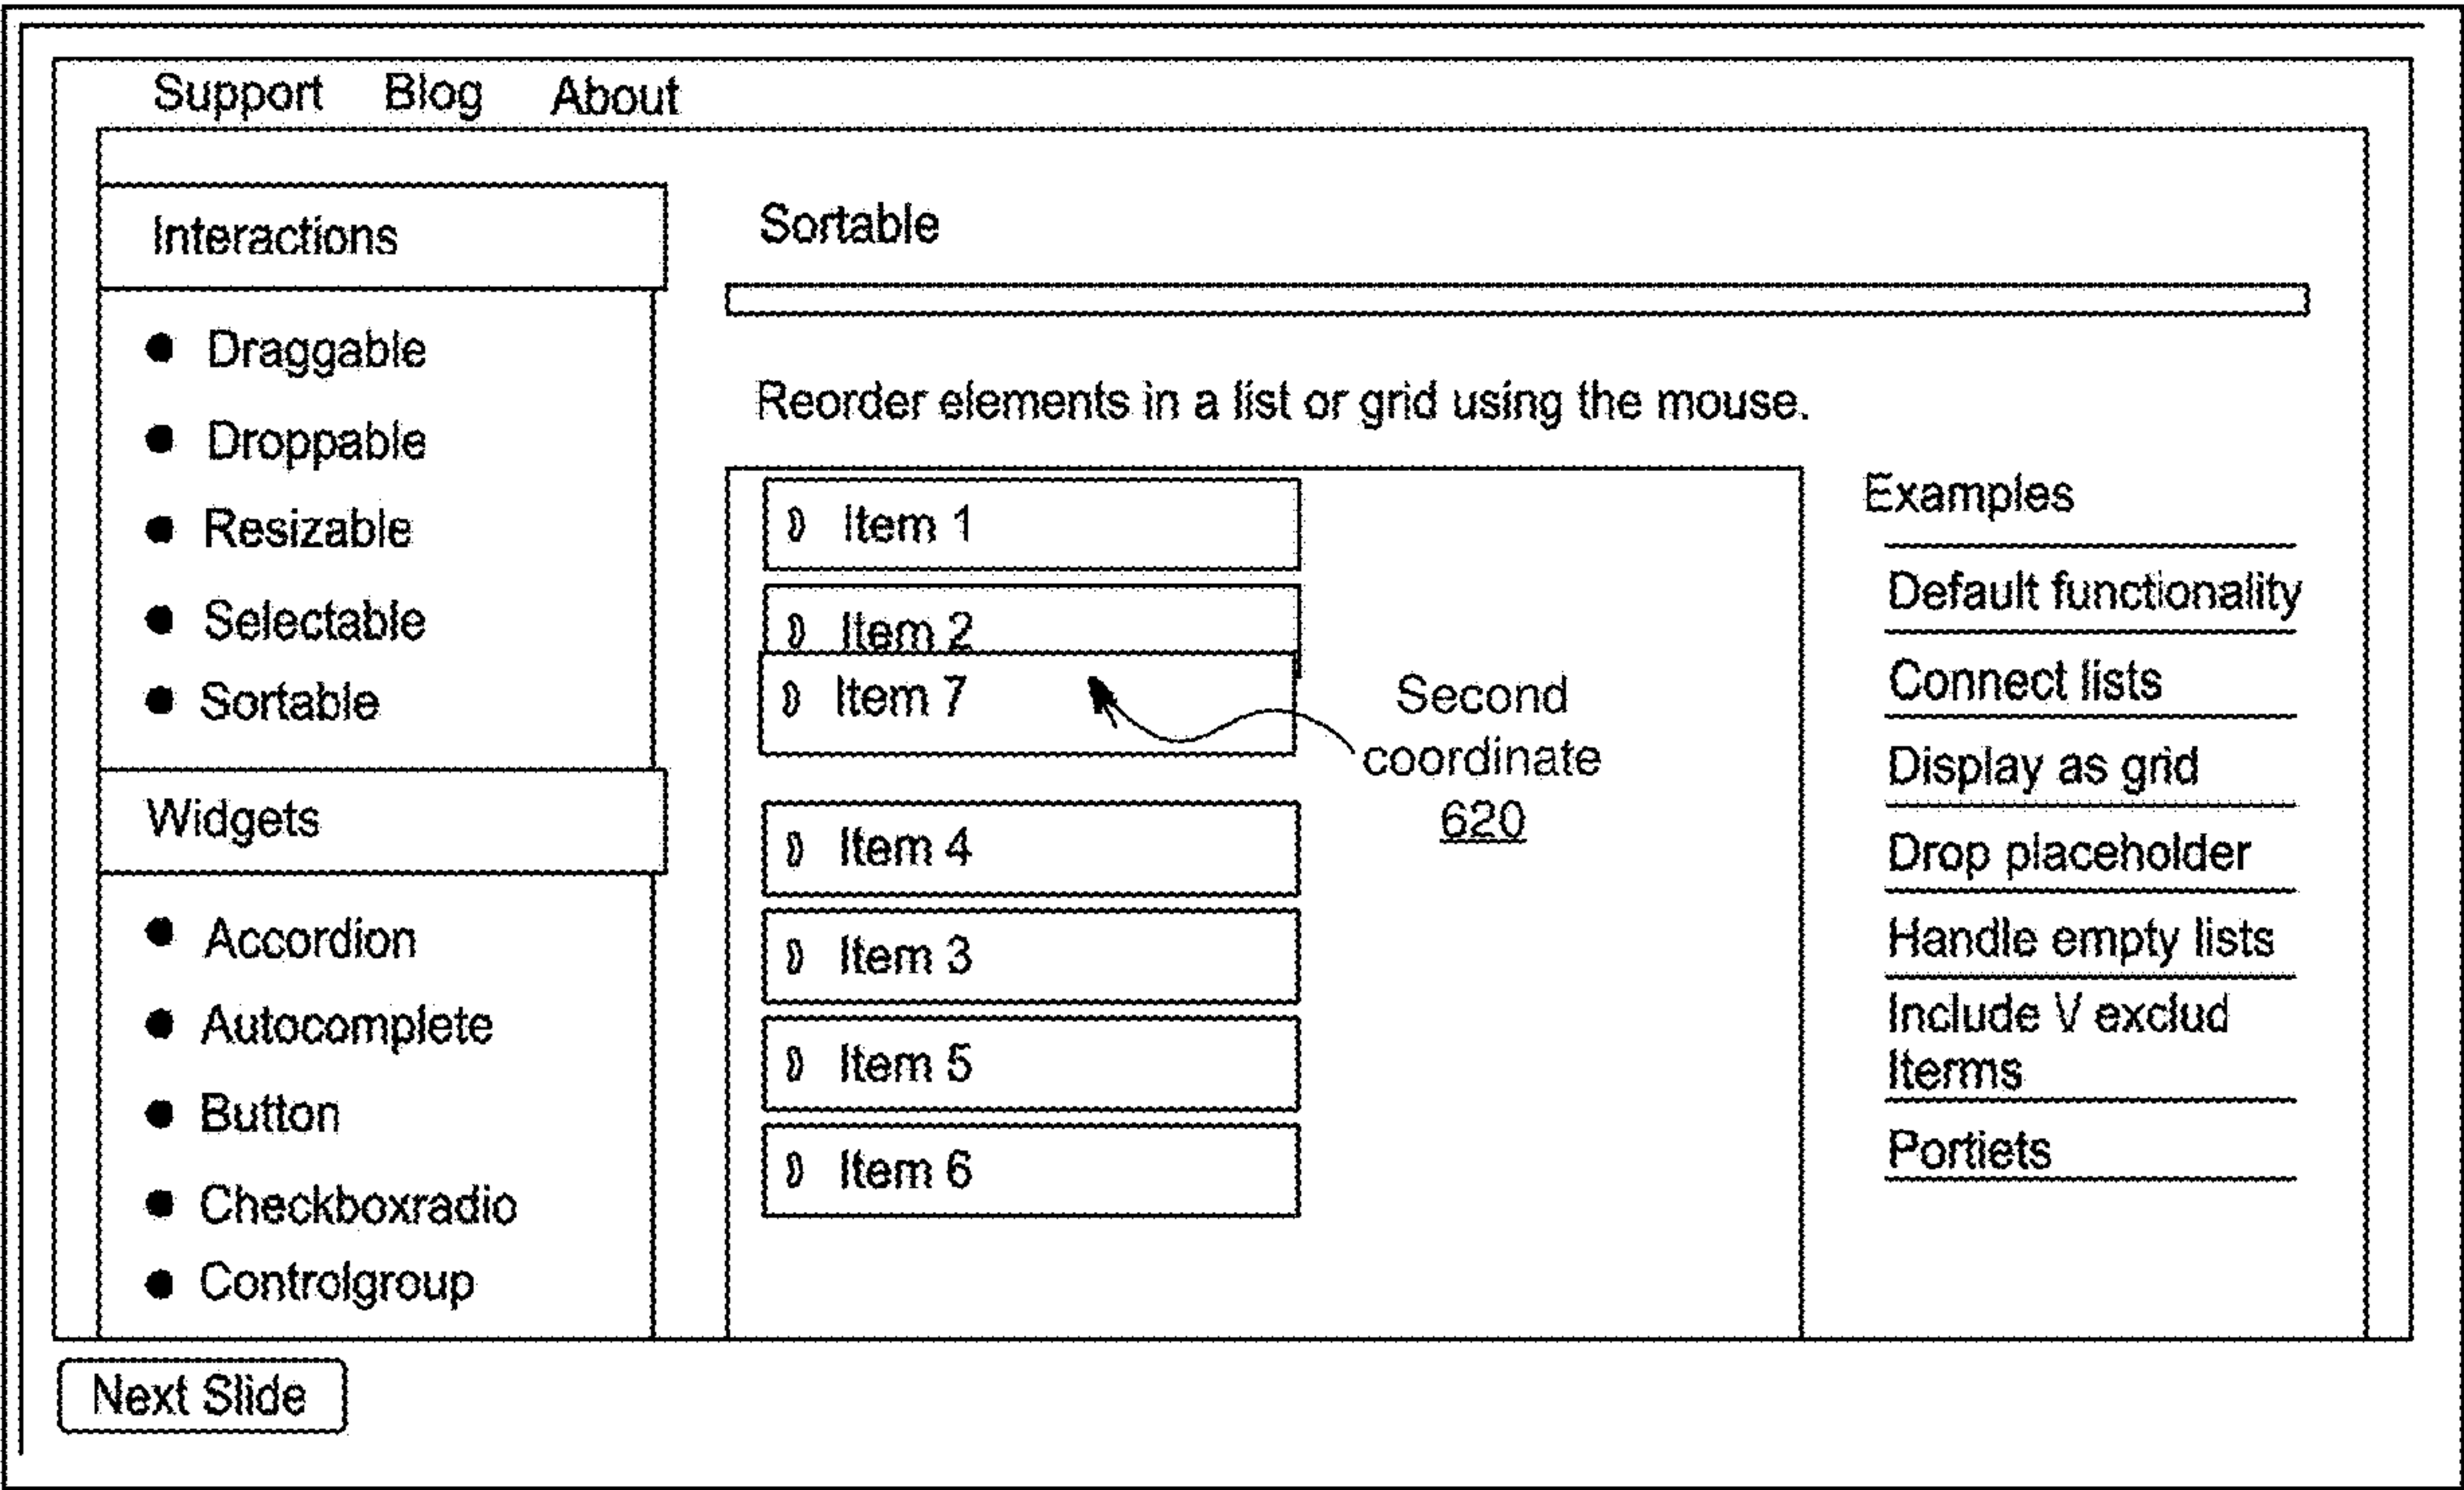 Support Blog About
Interactions
Draggable
Droppable
Resizable
Selectable
Sortable
Widgets
Accordion
Autocomplete
Button
Checkboxradio
Controlgroup
Sortable
Reorder elements in a list or grid using the mouse.
Item 1
Item 2
Item 7
Item 4
Item 3
Item 5
Item 6
Second
coordinate
620
Examples
Default functionality
Connect lists
Display as grid
Drop placeholder
Handle empty lists
Include V exclud
Iterms
Portiets
Next Slide